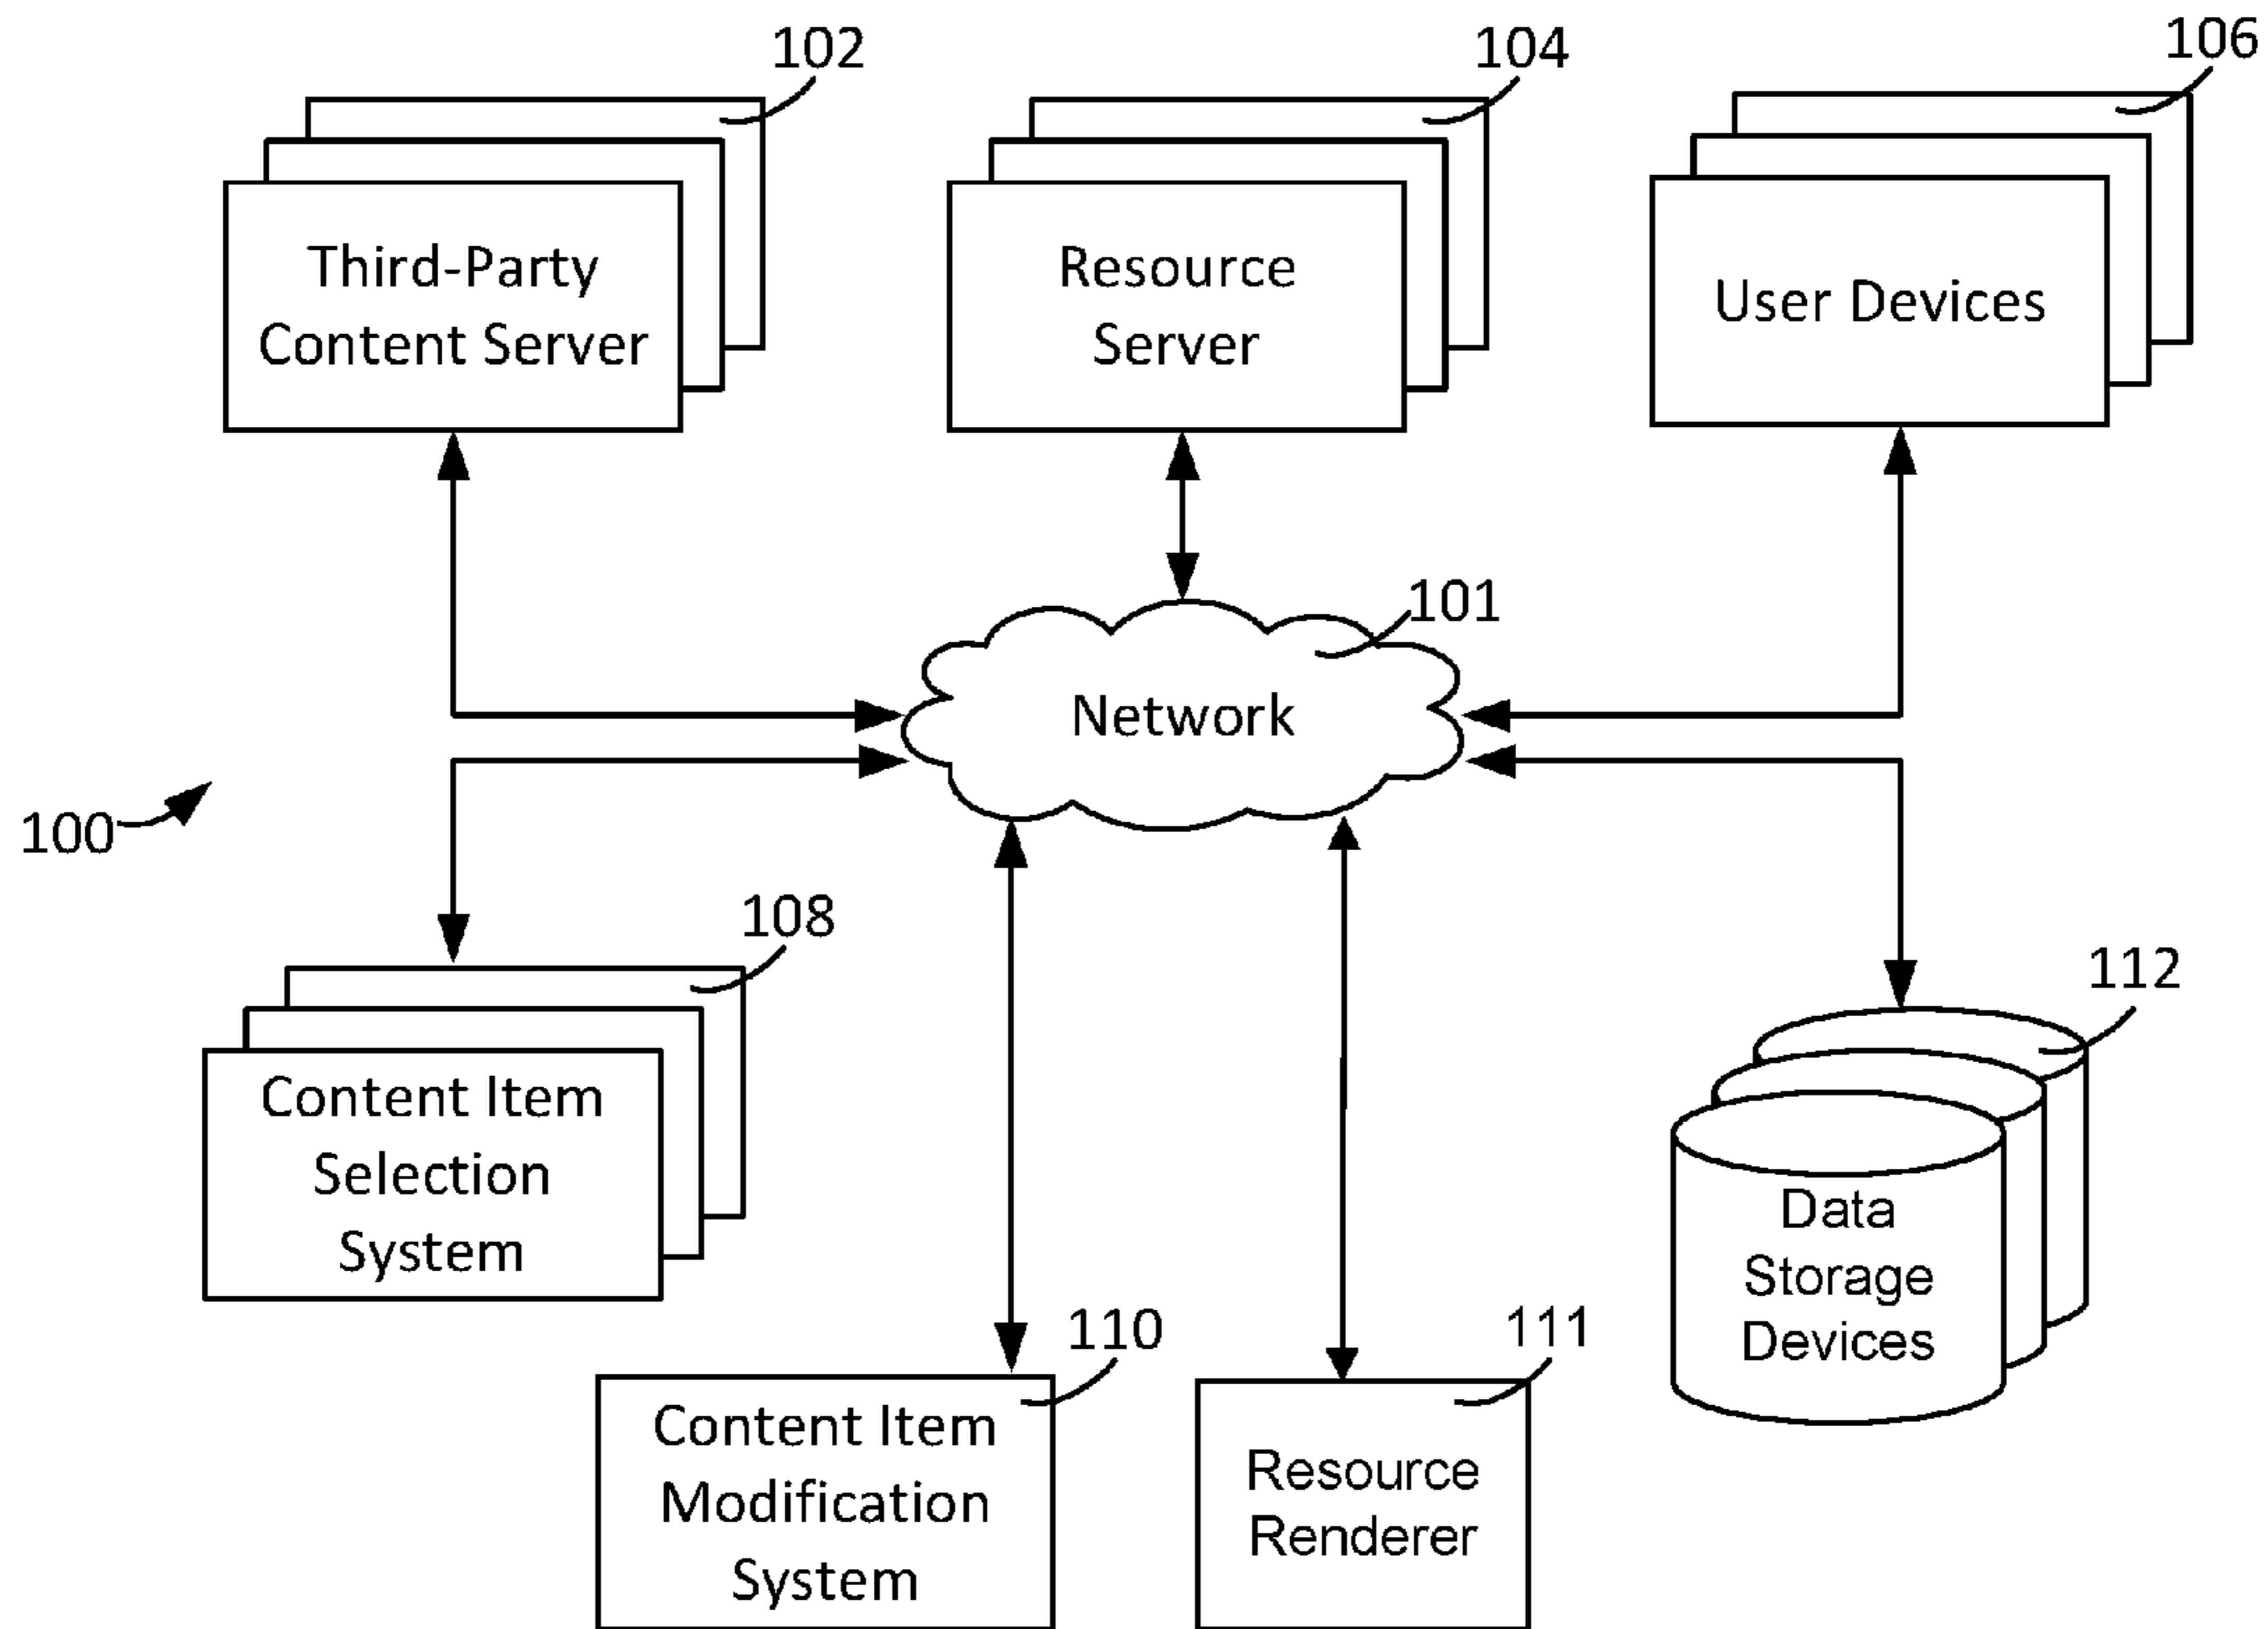 102
104
106
Third-Party
Content Server
Resource
Server
User Devices
101
Network
100
108
112
Content Item
Selection
System
Data
Storage
Devices
110
111
Content Item
Modification
System
Resource
Renderer